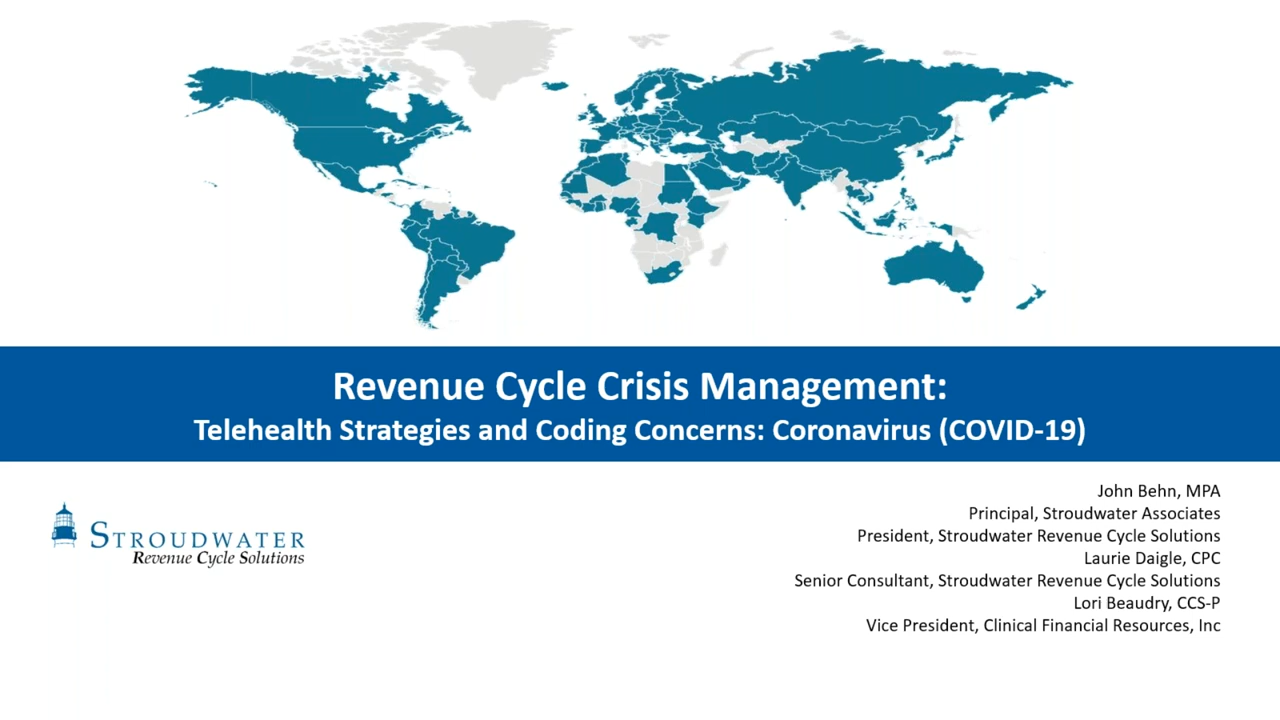 Revenue Cycle Crisis Management:
Telehealth Strategies and Coding Concerns: Coronavirus (COVID-19)
STROUDWATER
Revenue Cycle Solutions
John Behn, MPA
Principal, Stroudwater Associates
President, Stroudwater Revenue Cycle Solutions
Laurie Daigle, CPC
Senior Consultant, Stroudwater Revenue Cycle Solutions
Lori Beaudry, CCS-P
Vice President, Clinical Financial Resources, Inc